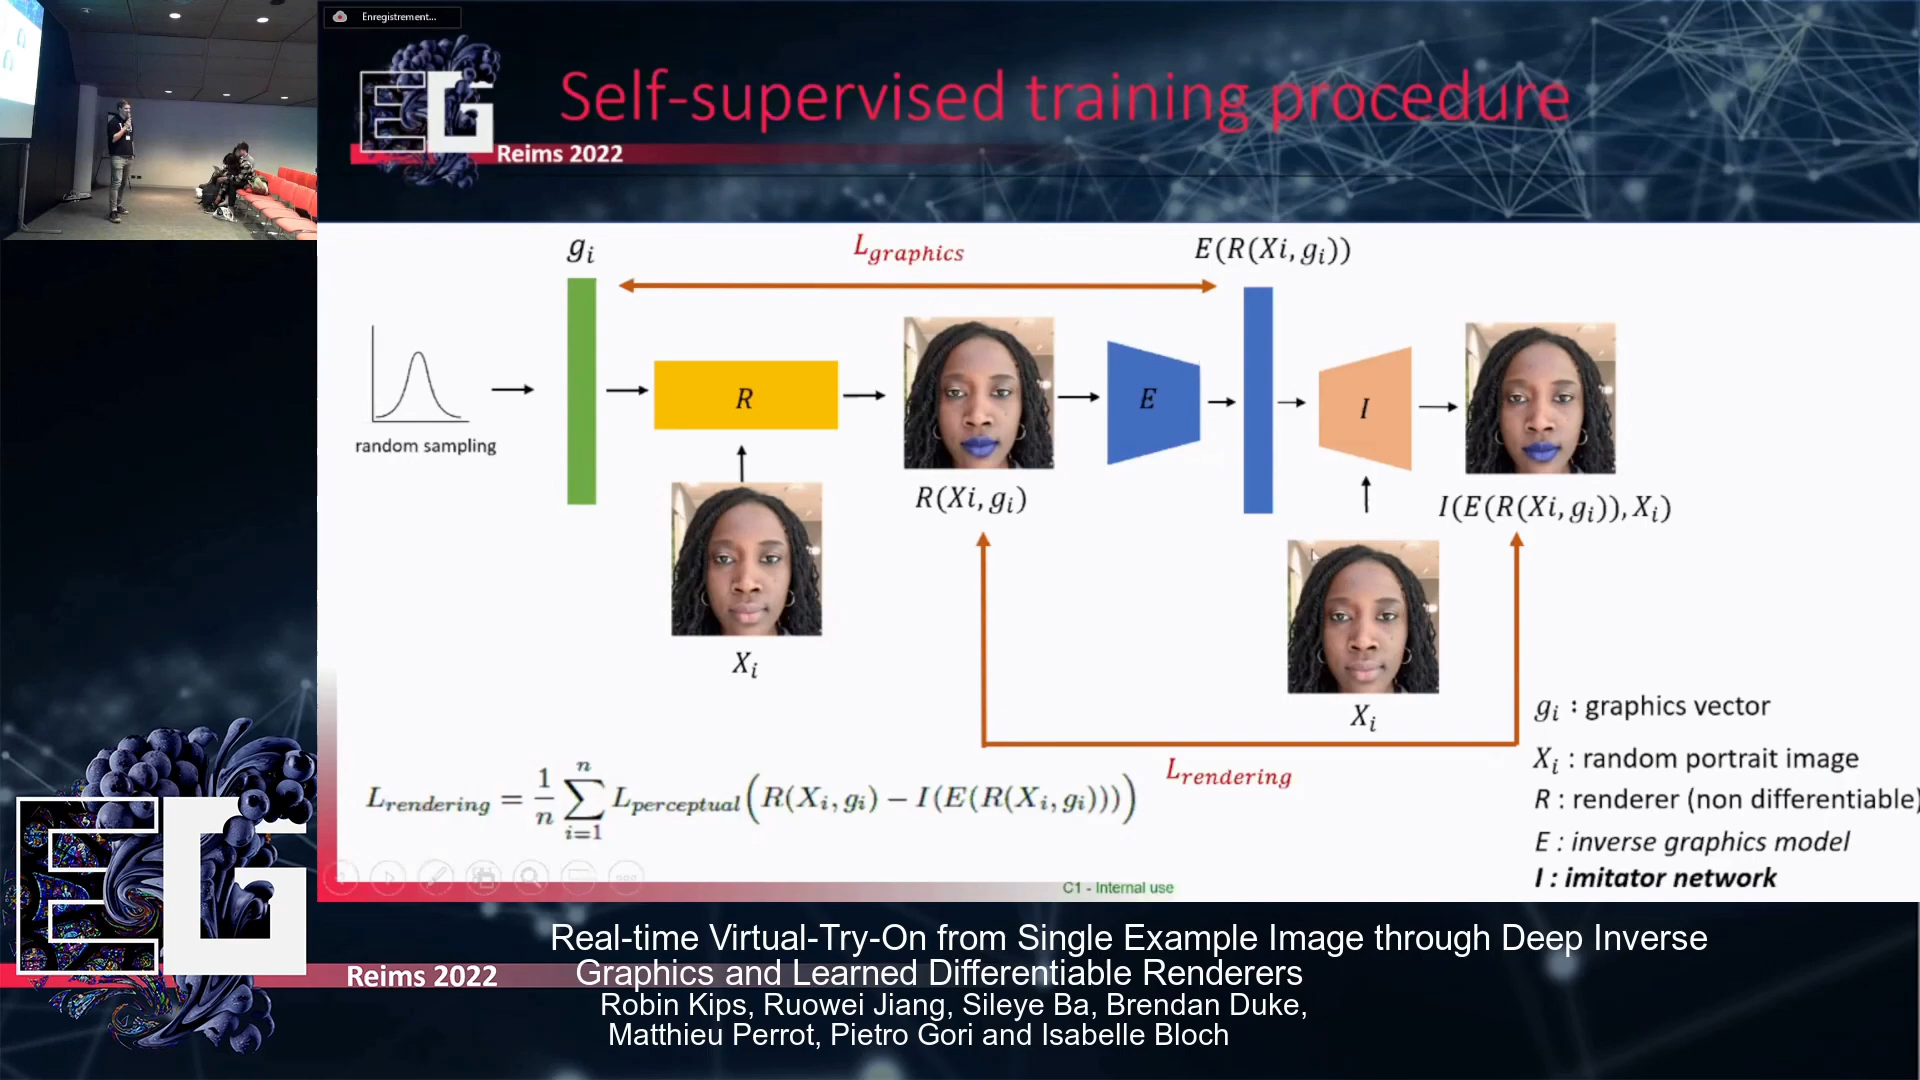 Enregistrement...
EG
Self-supervised training procedure
Reims 2022
g_i
L_graphics
E(R(Xi, g_i))
random sampling
R
E
I
R(Xi, g_i)
I(E(R(Xi, g_i)), X_i)
X_i
X_i
L_rendering
L_rendering = 1/n ∑_{i=1}^{n} L_perceptual(R(X_i, g_i) − I(E(R(X_i, g_i))))
g_i : graphics vector
X_i : random portrait image
R : renderer (non differentiable)
E : inverse graphics model
I : imitator network
C1 - Internal use
EG
Reims 2022
Real-time Virtual-Try-On from Single Example Image through Deep Inverse
Graphics and Learned Differentiable Renderers
Robin Kips, Ruowei Jiang, Sileye Ba, Brendan Duke,
Matthieu Perrot, Pietro Gori and Isabelle Bloch